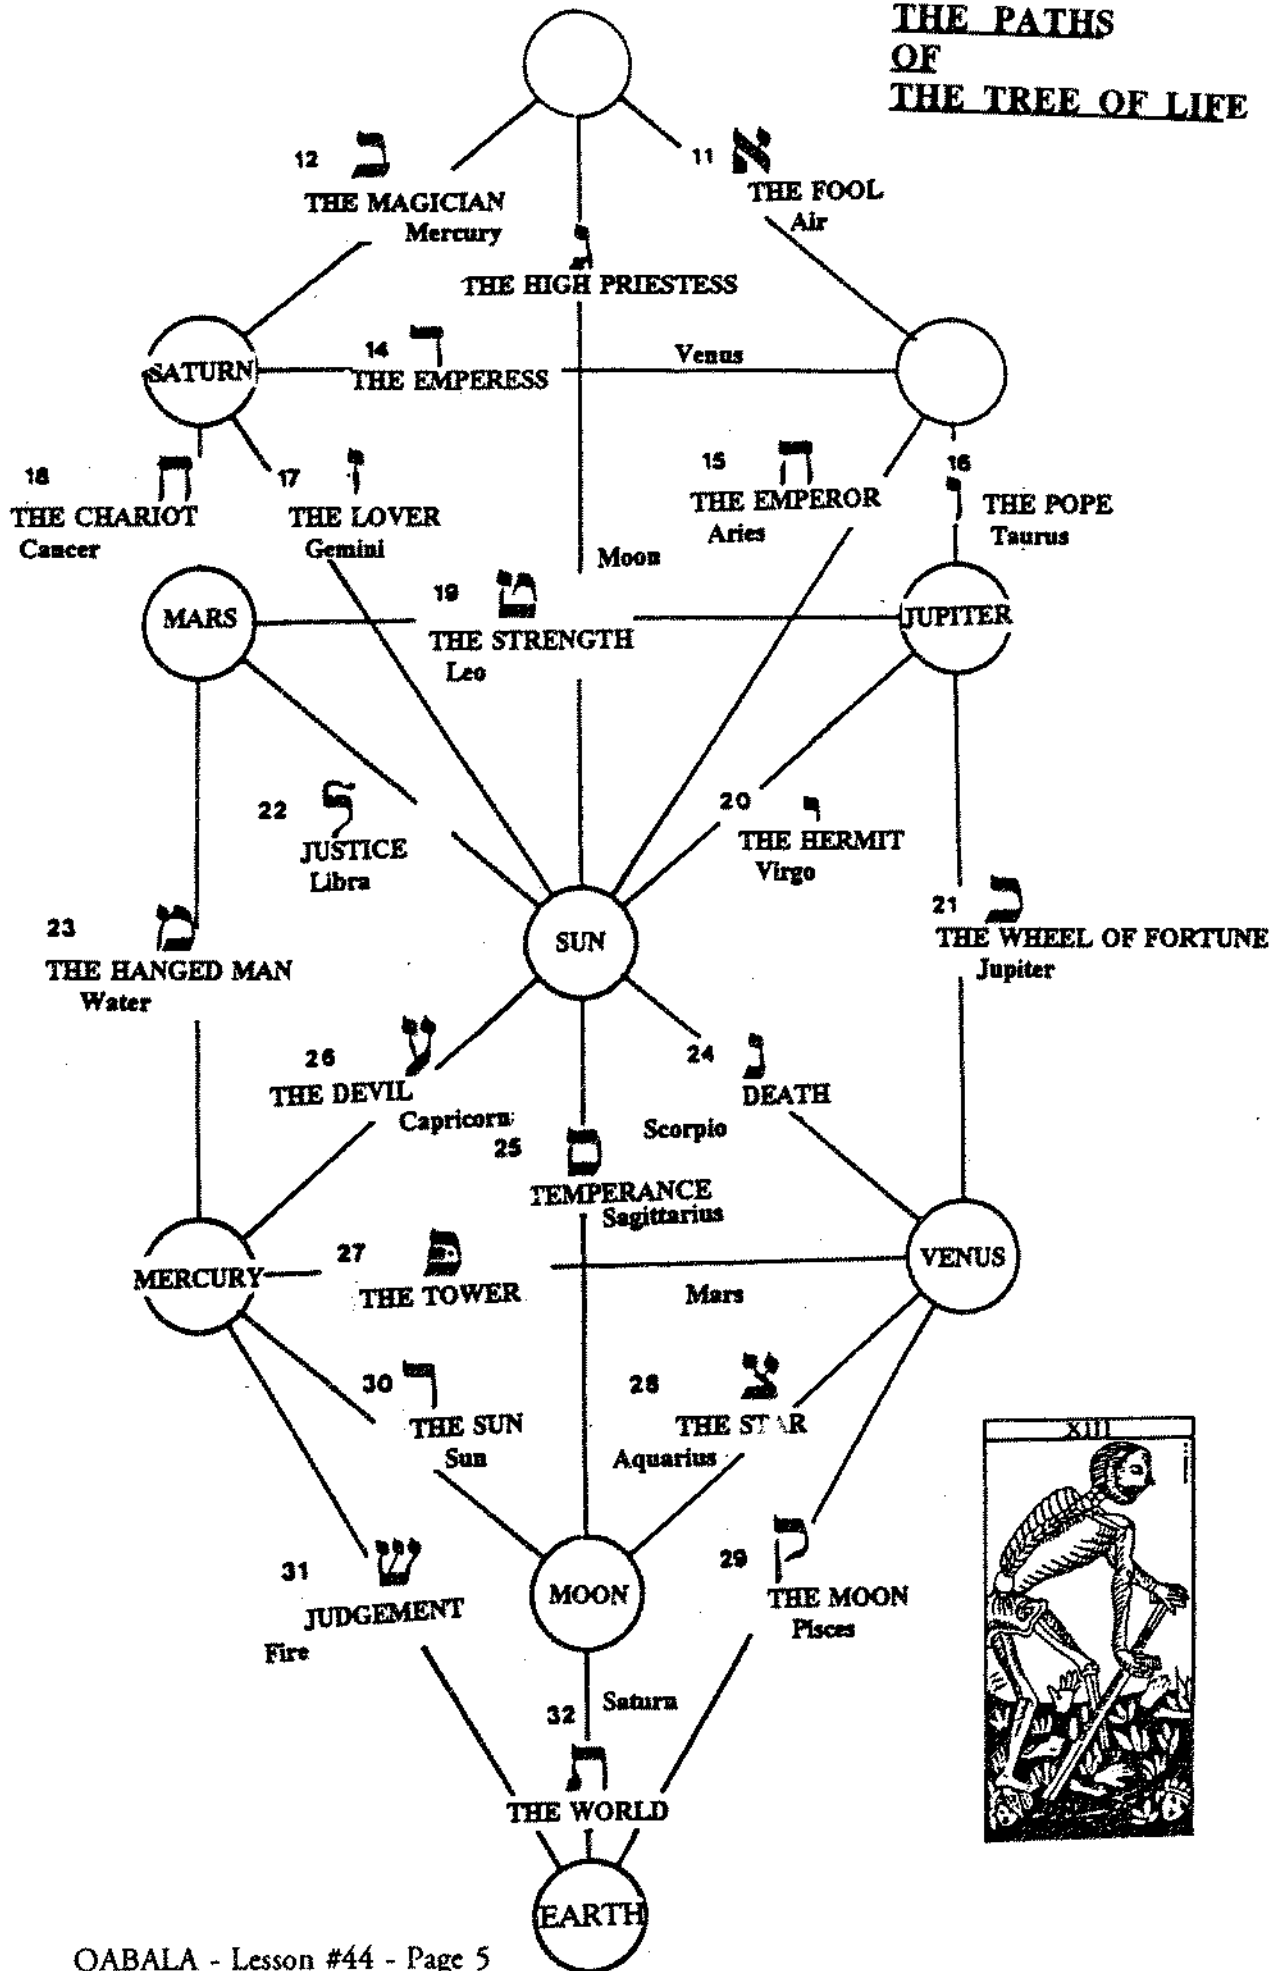 THE PATHS
OF
THE TREE OF LIFE
12 ב
THE MAGICIAN
Mercury
11 א
THE FOOL
Air
ג
THE HIGH PRIESTESS
SATURN
14 ד
THE EMPERESS
Venus
18 ח
THE CHARIOT
Cancer
17 ז
THE LOVER
Gemini
15 ה
THE EMPEROR
Aries
16 ו
THE POPE
Taurus
Moon
MARS
19 ט
THE STRENGTH
Leo
JUPITER
22 ל
JUSTICE
Libra
20 י
THE HERMIT
Virgo
23 מ
THE HANGED MAN
Water
SUN
21 כ
THE WHEEL OF FORTUNE
Jupiter
26 ע
THE DEVIL
Capricorn
24 נ
DEATH
Scorpio
25 ס
TEMPERANCE
Sagittarius
MERCURY
27 פ
THE TOWER
Mars
VENUS
30 ר
THE SUN
Sun
28 צ
THE STAR
Aquarius
31 ש
JUDGEMENT
Fire
MOON
29 ק
THE MOON
Pisces
XIII
Saturn
32 ת
THE WORLD
EARTH
QABALA - Lesson #44 - Page 5